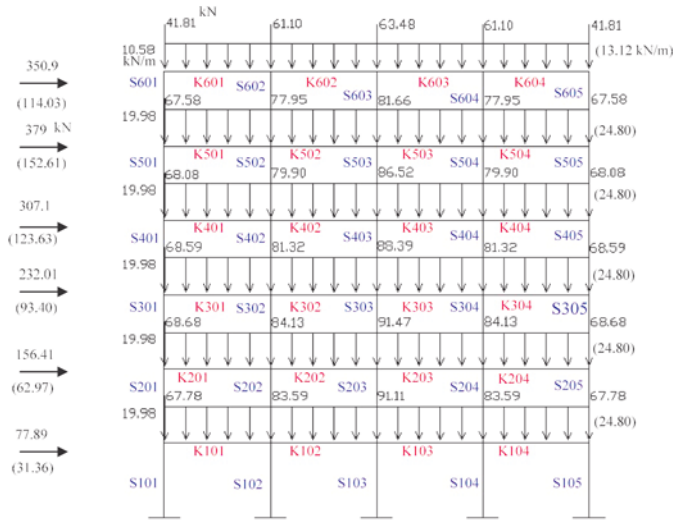 kN
41.81 61.10 63.48 61.10 41.81
10.58 (13.12 kN/m)
kN/m
350.9
S601 K601 S602 K602 S603 K603 S604 K604 S605
(114.03) 67.58 77.95 81.66 77.95 67.58
19.98 (24.80)
379 kN
S501 K501 S502 K502 S503 K503 S504 K504 S505
(152.61) 68.08 79.90 86.52 79.90 68.08
19.98 (24.80)
307.1
S401 K401 S402 K402 S403 K403 S404 K404 S405
(123.63) 68.59 81.32 88.39 81.32 68.59
19.98 (24.80)
232.01
S301 K301 S302 K302 S303 K303 S304 K304 S305
(93.40) 68.68 84.13 91.47 84.13 68.68
19.98 (24.80)
156.41
S201 K201 S202 K202 S203 K203 S204 K204 S205
(62.97) 67.78 83.59 91.11 83.59 67.78
19.98 (24.80)
77.89
(31.36) K101 K102 K103 K104
S101 S102 S103 S104 S105